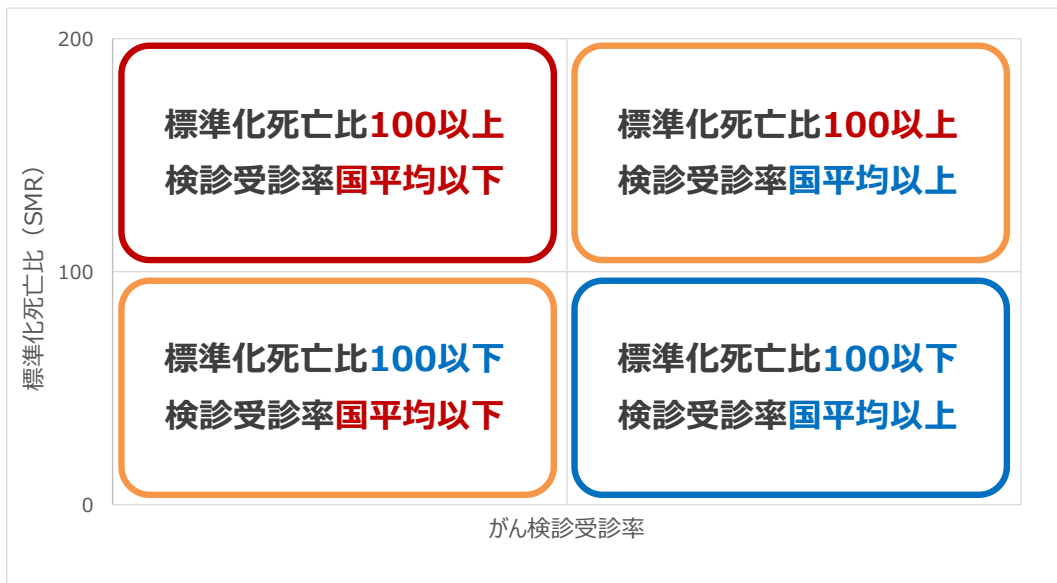 200
標準化死亡比100以上
検診受診率国平均以下
標準化死亡比100以上
検診受診率国平均以上
標準化死亡比（SMR）
100
標準化死亡比100以下
検診受診率国平均以下
標準化死亡比100以下
検診受診率国平均以上
0
がん検診受診率